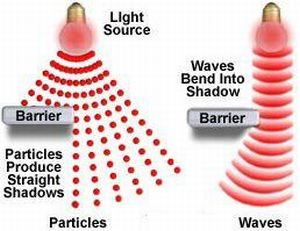 Light
Source
Barrier
Particles
Produce
Straight
Shadows
Particles
Waves
Bend Into
Shadow
Barrier
Waves